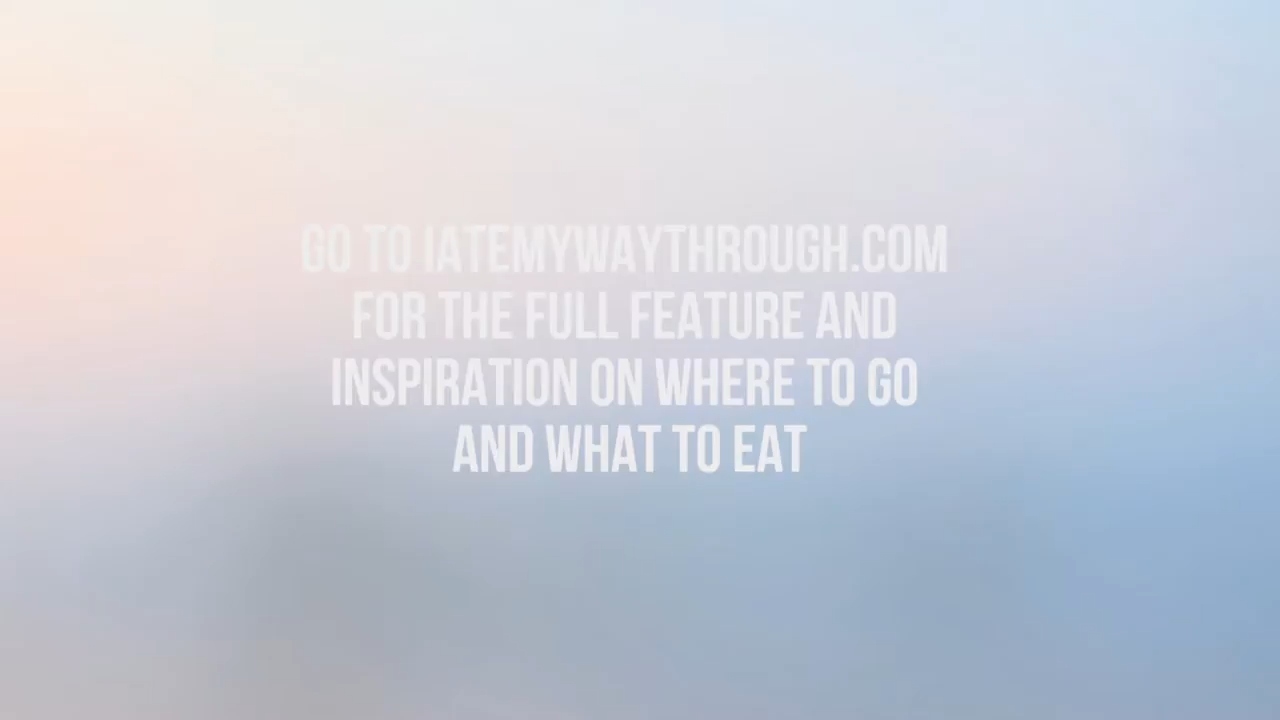 GO TO IATEMYWAYTHROUGH.COM
FOR THE FULL FEATURE AND
INSPIRATION ON WHERE TO GO
AND WHAT TO EAT